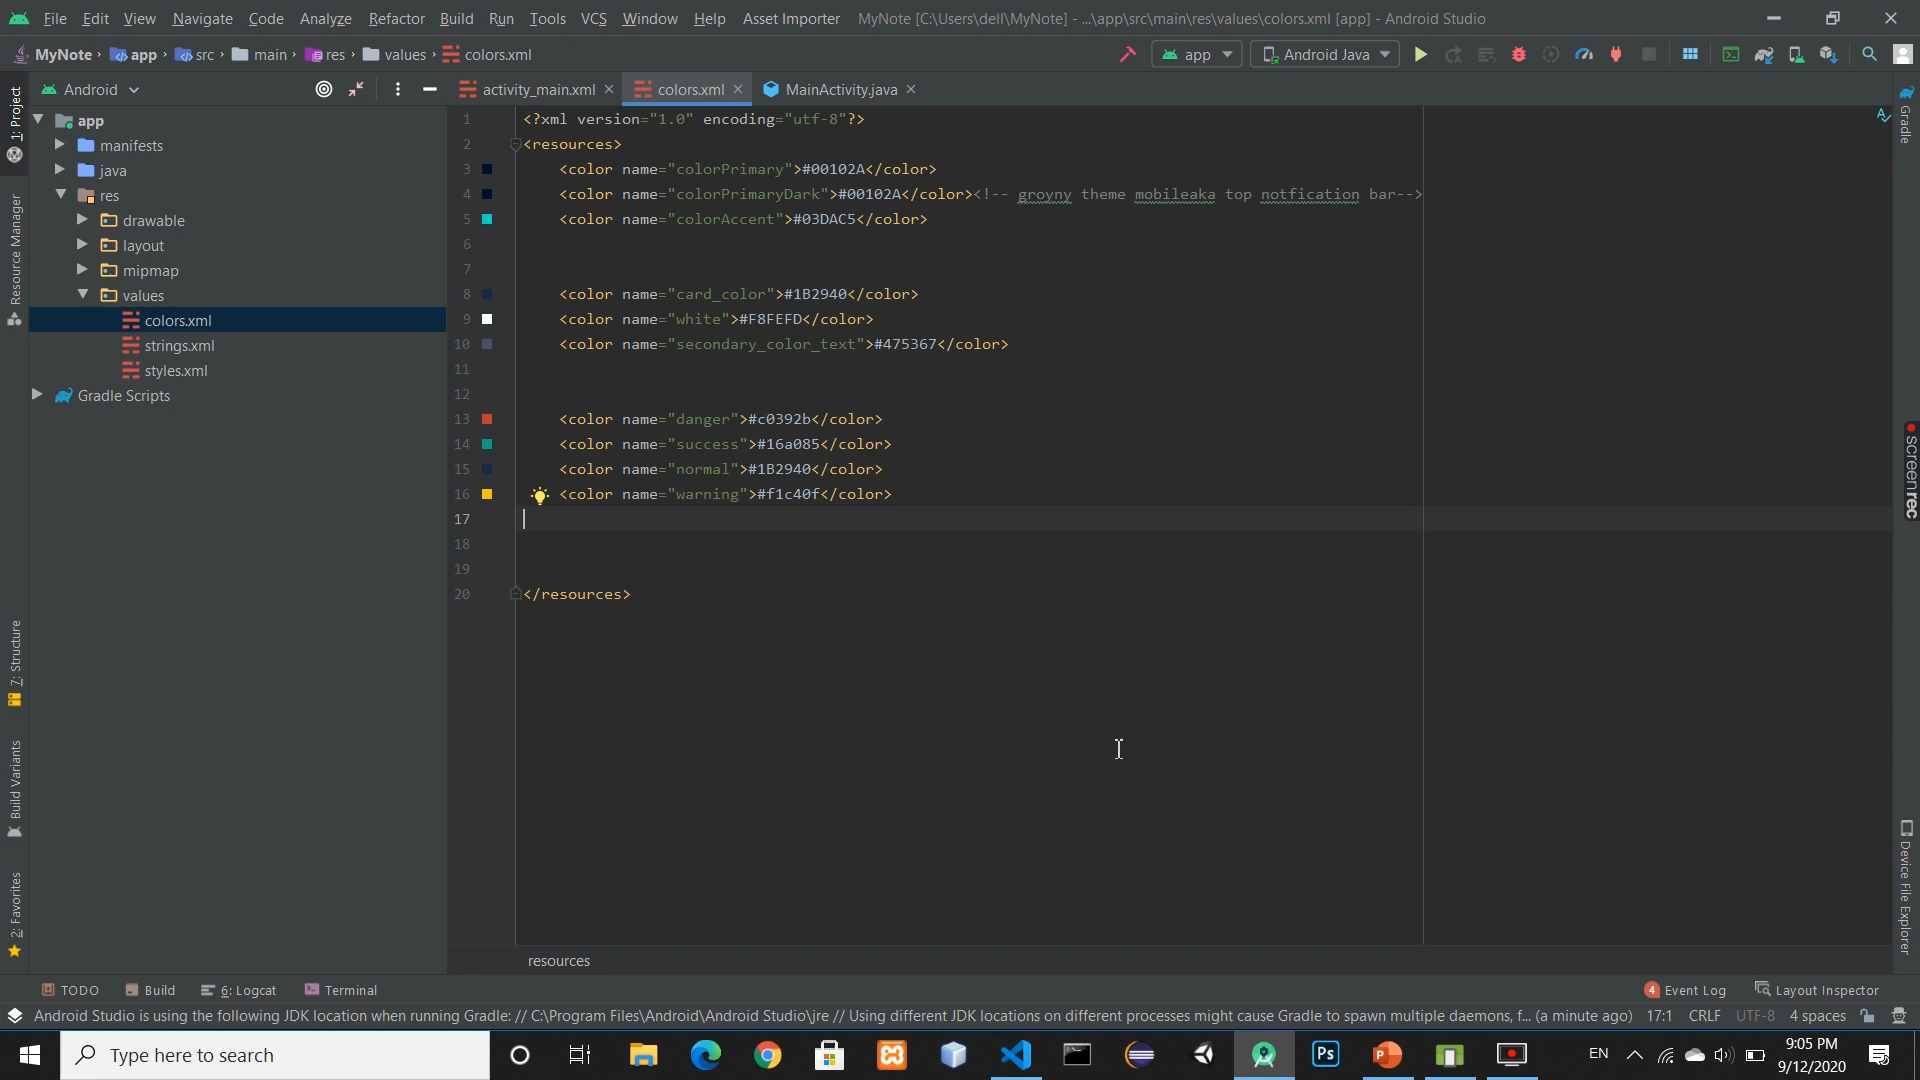 File Edit View Navigate Code Analyze Refactor Build Run Tools VCS Window Help Asset Importer MyNote [C:\Users\dell\MyNote] - ...\app\src\main\res\values\colors.xml [app] - Android Studio
MyNote app src main res values colors.xml app Android Java
Android activity_main.xml colors.xml MainActivity.java
1: Project
Resource Manager
7: Structure
Build Variants
2: Favorites
app
manifests
java
res
drawable
layout
mipmap
values
colors.xml
strings.xml
styles.xml
Gradle Scripts
1 <?xml version="1.0" encoding="utf-8"?>
2 <resources>
3 <color name="colorPrimary">#00102A</color>
4 <color name="colorPrimaryDark">#00102A</color><!-- groyny theme mobileaka top notfication bar-->
5 <color name="colorAccent">#03DAC5</color>
6
7
8 <color name="card_color">#1B2940</color>
9 <color name="white">#F8FEFD</color>
10 <color name="secondary_color_text">#475367</color>
11
12
13 <color name="danger">#c0392b</color>
14 <color name="success">#16a085</color>
15 <color name="normal">#1B2940</color>
16 <color name="warning">#f1c40f</color>
17
18
19
20 </resources>
resources
Gradle
screenrec
Device File Explorer
TODO Build 6: Logcat Terminal 4 Event Log Layout Inspector
Android Studio is using the following JDK location when running Gradle: // C:\Program Files\Android\Android Studio\jre // Using different JDK locations on different processes might cause Gradle to spawn multiple daemons, f... (a minute ago) 17:1 CRLF UTF-8 4 spaces
Type here to search Ps P EN 9:05 PM
9/12/2020